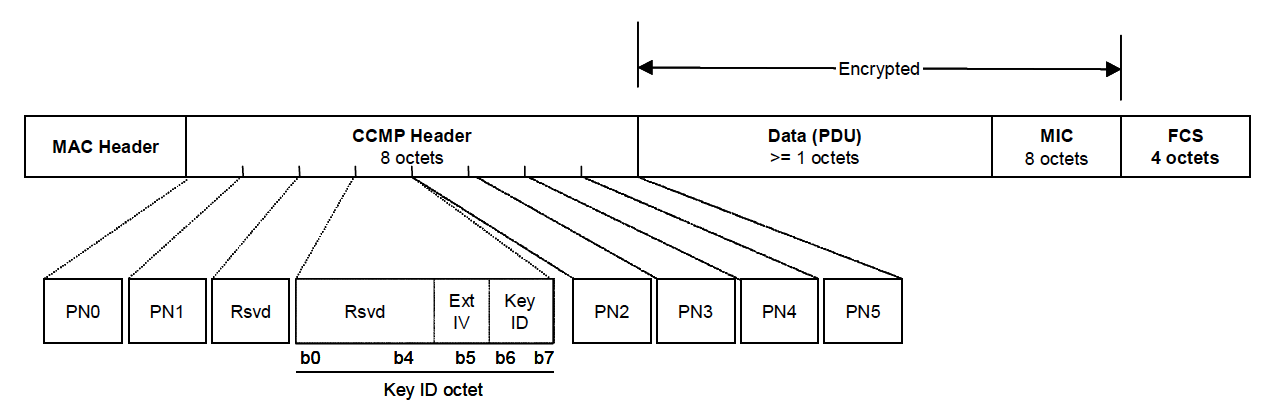 Encrypted
MAC Header
CCMP Header
8 octets
Data (PDU)
>= 1 octets
MIC
8 octets
FCS
4 octets
PN0
PN1
Rsvd
Rsvd
Ext
IV
Key
ID
PN2
PN3
PN4
PN5
b0 b4 b5 b6 b7
Key ID octet